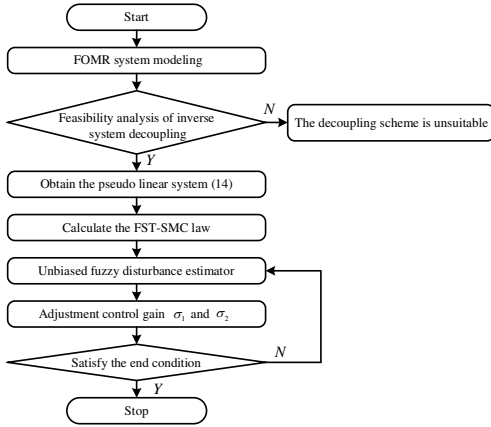 Start
FOMR system modeling
Feasibility analysis of inverse
system decoupling
N
The decoupling scheme is unsuitable
Y
Obtain the pseudo linear system (14)
Calculate the FST-SMC law
Unbiased fuzzy disturbance estimator
Adjustment control gain σ₁ and σ₂
Satisfy the end condition
N
Y
Stop